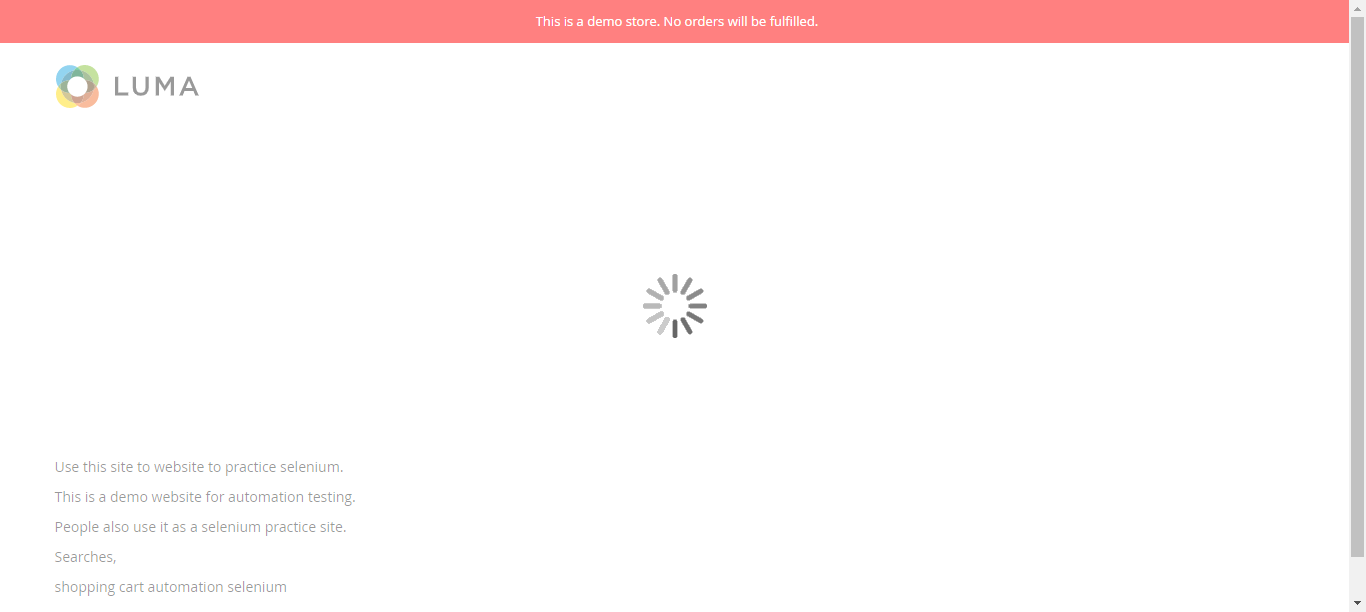 This is a demo store. No orders will be fulfilled.
LUMA
Use this site to website to practice selenium.
This is a demo website for automation testing.
People also use it as a selenium practice site.
Searches,
shopping cart automation selenium